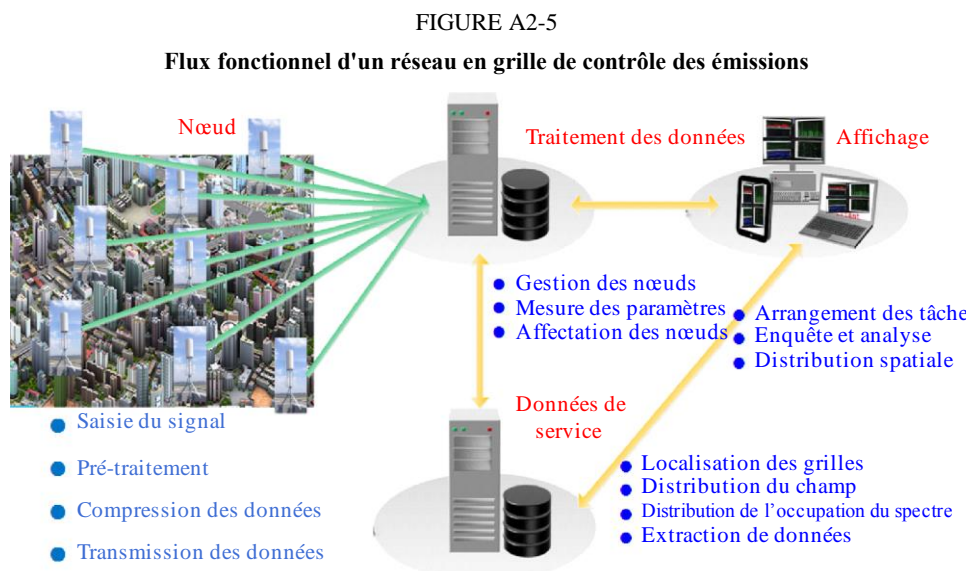 FIGURE A2-5
Flux fonctionnel d'un réseau en grille de contrôle des émissions
Nœud
Traitement des données
Affichage
Gestion des nœuds
Mesure des paramètres
Affectation des nœuds
Arrangement des tâche
Enquête et analyse
Distribution spatiale
Saisie du signal
Pré-traitement
Compression des données
Transmission des données
Données de
service
Localisation des grilles
Distribution du champ
Distribution de l'occupation du spectre
Extraction de données